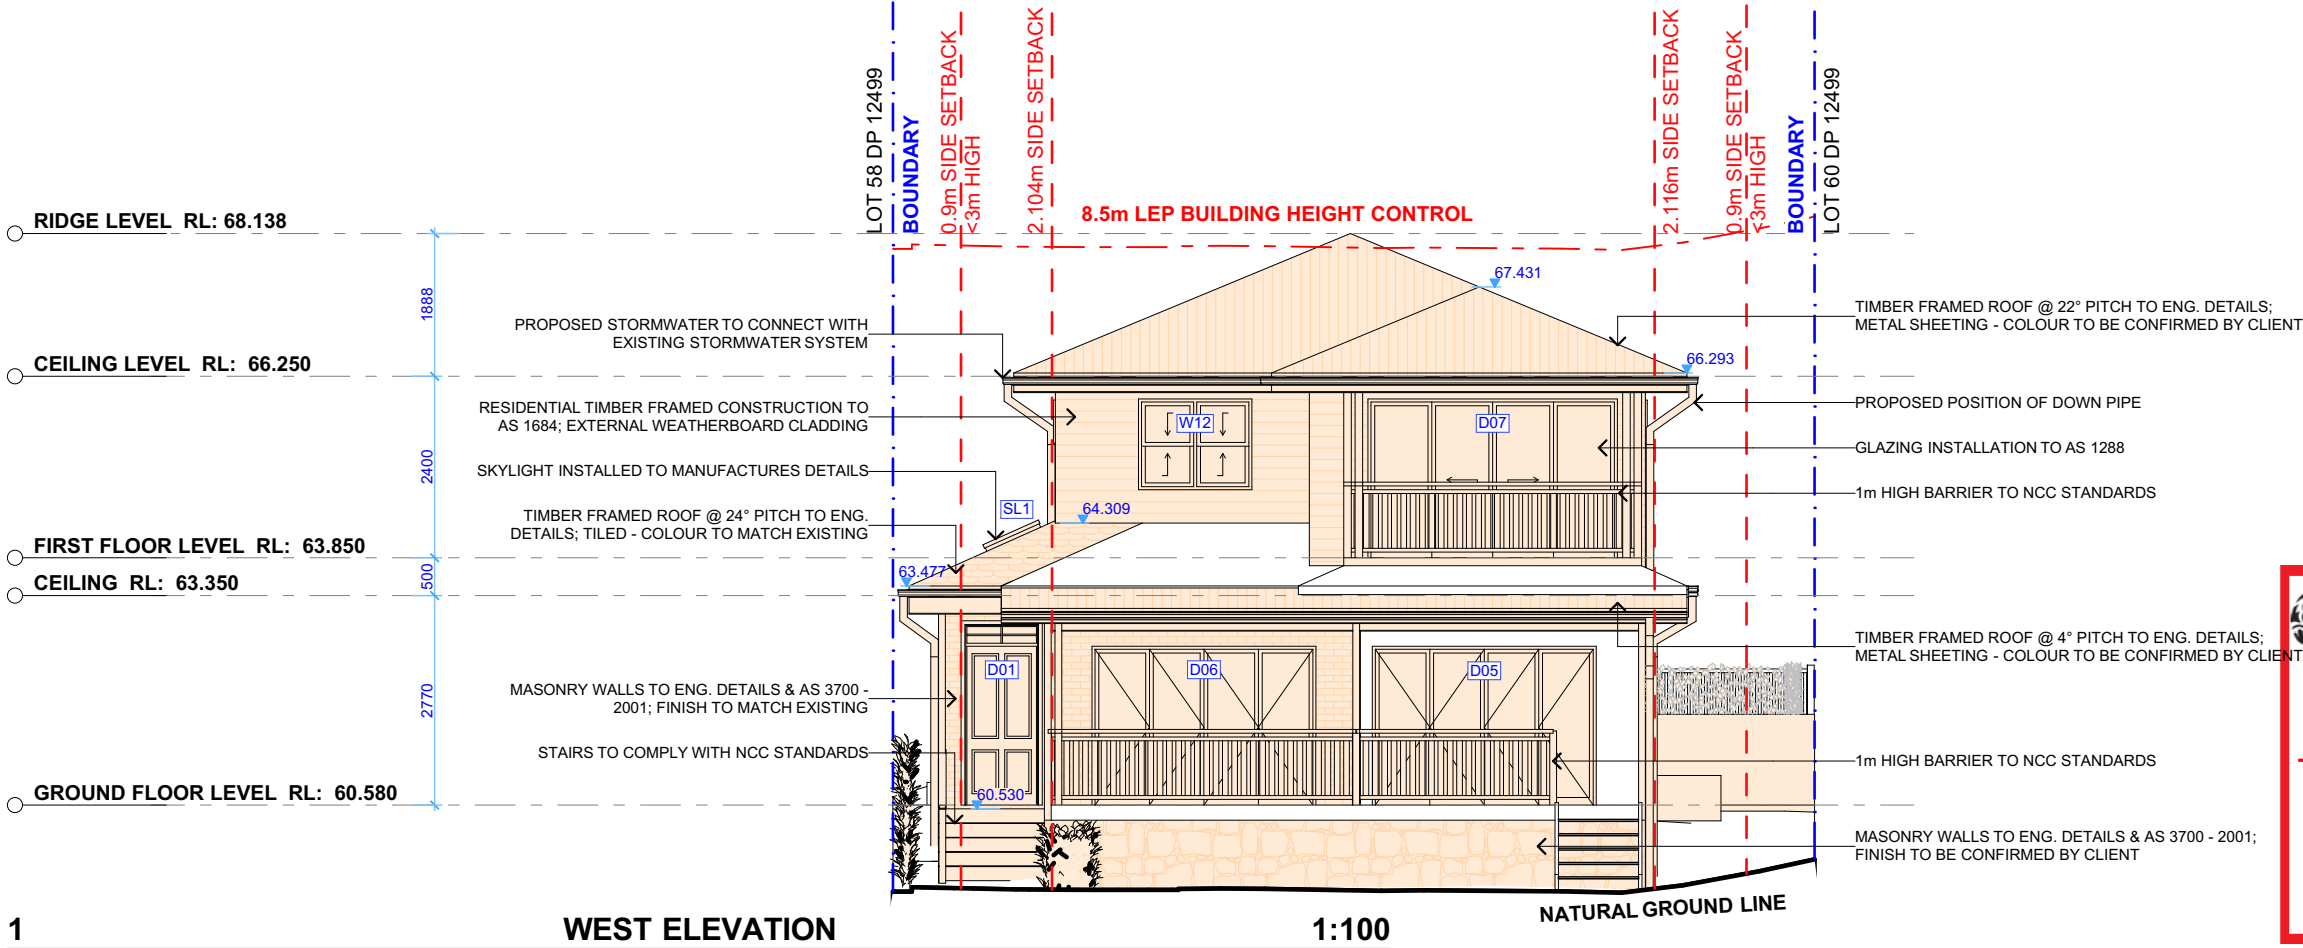 LOT 58 DP 12499
BOUNDARY
0.9m SIDE SETBACK
<3m HIGH
2.104m SIDE SETBACK
2.116m SIDE SETBACK
0.9m SIDE SETBACK
<3m HIGH
BOUNDARY
LOT 60 DP 12499
8.5m LEP BUILDING HEIGHT CONTROL
RIDGE LEVEL RL: 68.138
CEILING LEVEL RL: 66.250
FIRST FLOOR LEVEL RL: 63.850
CEILING RL: 63.350
GROUND FLOOR LEVEL RL: 60.580
1888
2400
500
2770
PROPOSED STORMWATER TO CONNECT WITH
EXISTING STORMWATER SYSTEM
RESIDENTIAL TIMBER FRAMED CONSTRUCTION TO
AS 1684; EXTERNAL WEATHERBOARD CLADDING
SKYLIGHT INSTALLED TO MANUFACTURES DETAILS
TIMBER FRAMED ROOF @ 24° PITCH TO ENG.
DETAILS; TILED - COLOUR TO MATCH EXISTING
MASONRY WALLS TO ENG. DETAILS & AS 3700 -
2001; FINISH TO MATCH EXISTING
STAIRS TO COMPLY WITH NCC STANDARDS
67.431
66.293
W12
D07
SL1
64.309
63.477
D01
D06
D05
60.530
TIMBER FRAMED ROOF @ 22° PITCH TO ENG. DETAILS;
METAL SHEETING - COLOUR TO BE CONFIRMED BY CLIENT
PROPOSED POSITION OF DOWN PIPE
GLAZING INSTALLATION TO AS 1288
1m HIGH BARRIER TO NCC STANDARDS
TIMBER FRAMED ROOF @ 4° PITCH TO ENG. DETAILS;
METAL SHEETING - COLOUR TO BE CONFIRMED BY CLIENT
1m HIGH BARRIER TO NCC STANDARDS
MASONRY WALLS TO ENG. DETAILS & AS 3700 - 2001;
FINISH TO BE CONFIRMED BY CLIENT
NATURAL GROUND LINE
1 WEST ELEVATION 1:100